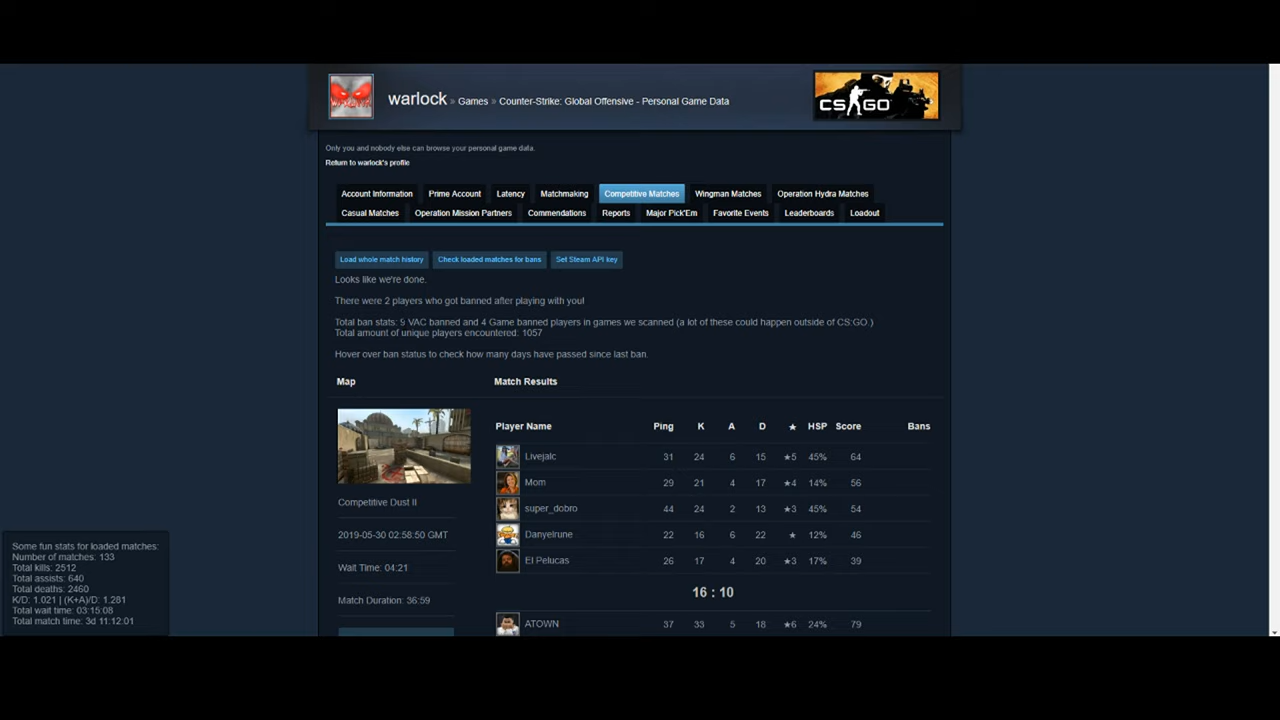 warlock » Games » Counter-Strike: Global Offensive - Personal Game Data
CS GO
Only you and nobody else can browse your personal game data.
Return to warlock's profile
Account Information Prime Account Latency Matchmaking Competitive Matches Wingman Matches Operation Hydra Matches
Casual Matches Operation Mission Partners Commendations Reports Major Pick'Em Favorite Events Leaderboards Loadout
Load whole match history Check loaded matches for bans Set Steam API key
Looks like we're done.
There were 2 players who got banned after playing with you!
Total ban stats: 9 VAC banned and 4 Game banned players in games we scanned (a lot of these could happen outside of CS:GO.)
Total amount of unique players encountered: 1057
Hover over ban status to check how many days have passed since last ban.
Map Match Results
Player Name Ping K A D ★ HSP Score Bans
Livejalc 31 24 6 15 ★5 45% 64
Mom 29 21 4 17 ★4 14% 56
super_dobro 44 24 2 13 ★3 45% 54
Danyelrune 22 16 6 22 ★ 12% 46
El Pelucas 26 17 4 20 ★3 17% 39
16 : 10
ATOWN 37 33 5 18 ★6 24% 79
Competitive Dust II
2019-05-30 02:58:50 GMT
Wait Time: 04:21
Match Duration: 36:59
Some fun stats for loaded matches:
Number of matches: 133
Total kills: 2512
Total assists: 640
Total deaths: 2460
K/D: 1.021 | (K+A)/D: 1.281
Total wait time: 03:15:08
Total match time: 3d 11:12:01